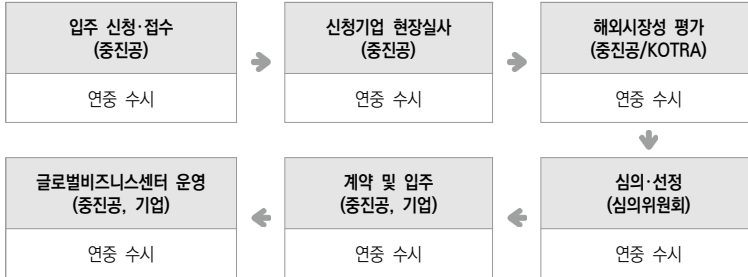 입주 신청·접수
(중진공)
연중 수시
신청기업 현장실사
(중진공)
연중 수시
해외시장성 평가
(중진공/KOTRA)
연중 수시
심의·선정
(심의위원회)
연중 수시
계약 및 입주
(중진공, 기업)
연중 수시
글로벌비즈니스센터 운영
(중진공, 기업)
연중 수시